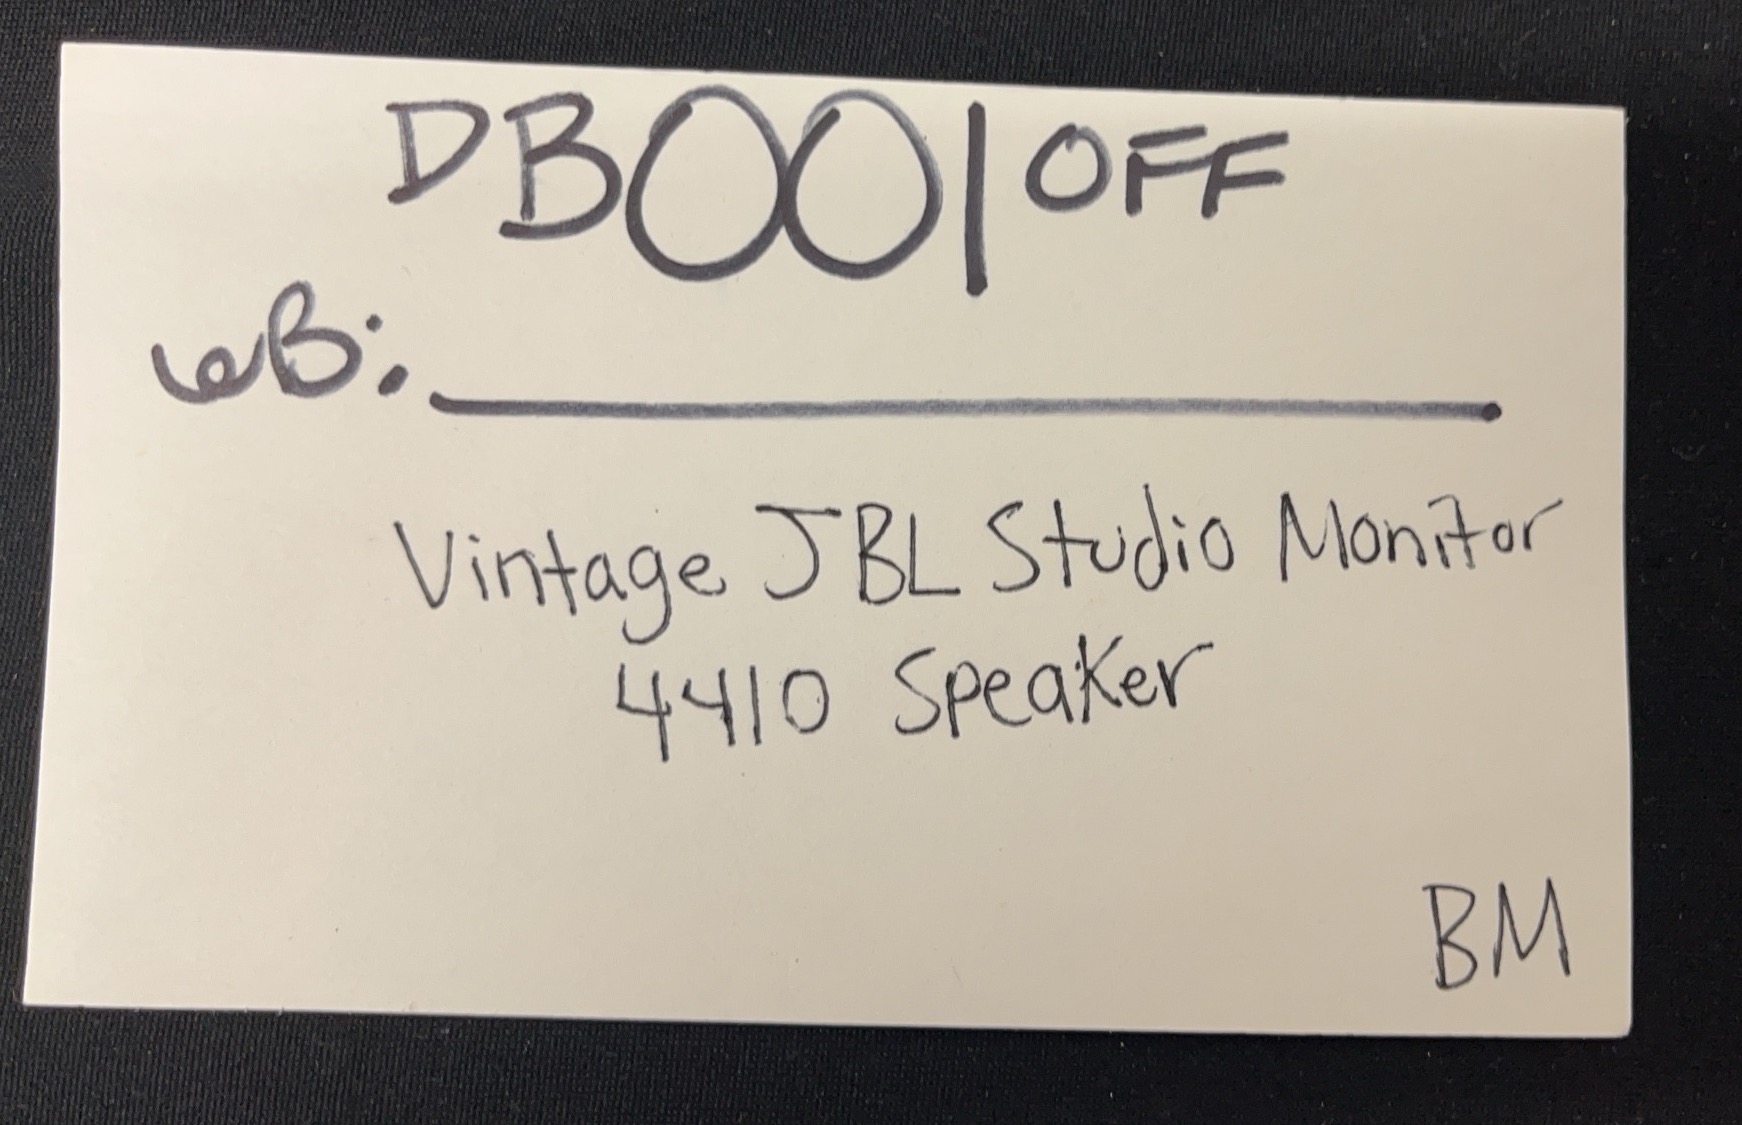 DB001OFF
WB:
Vintage JBL Studio Monitor
4410 Speaker
BM